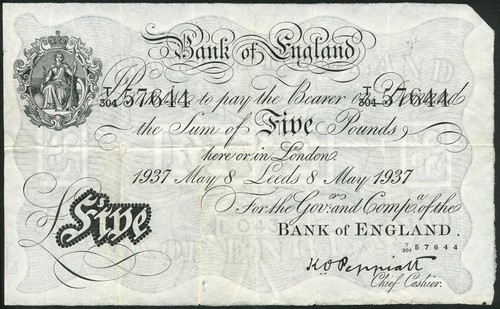 Bank of England
I Promise to pay the Bearer on Demand
T/304 57644 T/304 57644
the Sum of Five Pounds
here or in London
1937 May 8 Leeds 8 May 1937
For the Govr. and Compa. of the
BANK OF ENGLAND.
T/304 57644
Five
K O Peppiatt
Chief Cashier.